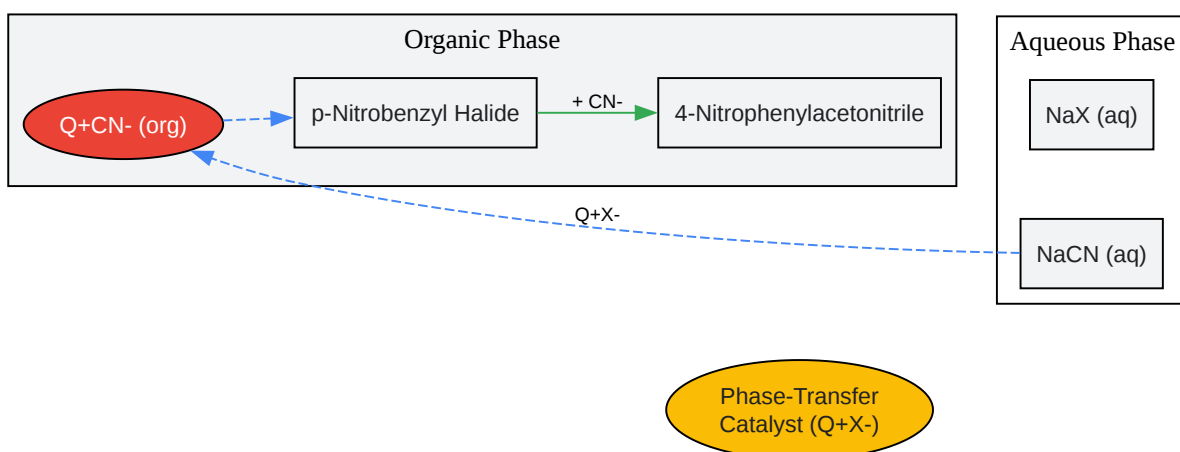 Organic Phase
Aqueous Phase
Q+CN- (org)
p-Nitrobenzyl Halide
+ CN-
4-Nitrophenylacetonitrile
NaX (aq)
Q+X-
NaCN (aq)
Phase-Transfer
Catalyst (Q+X-)